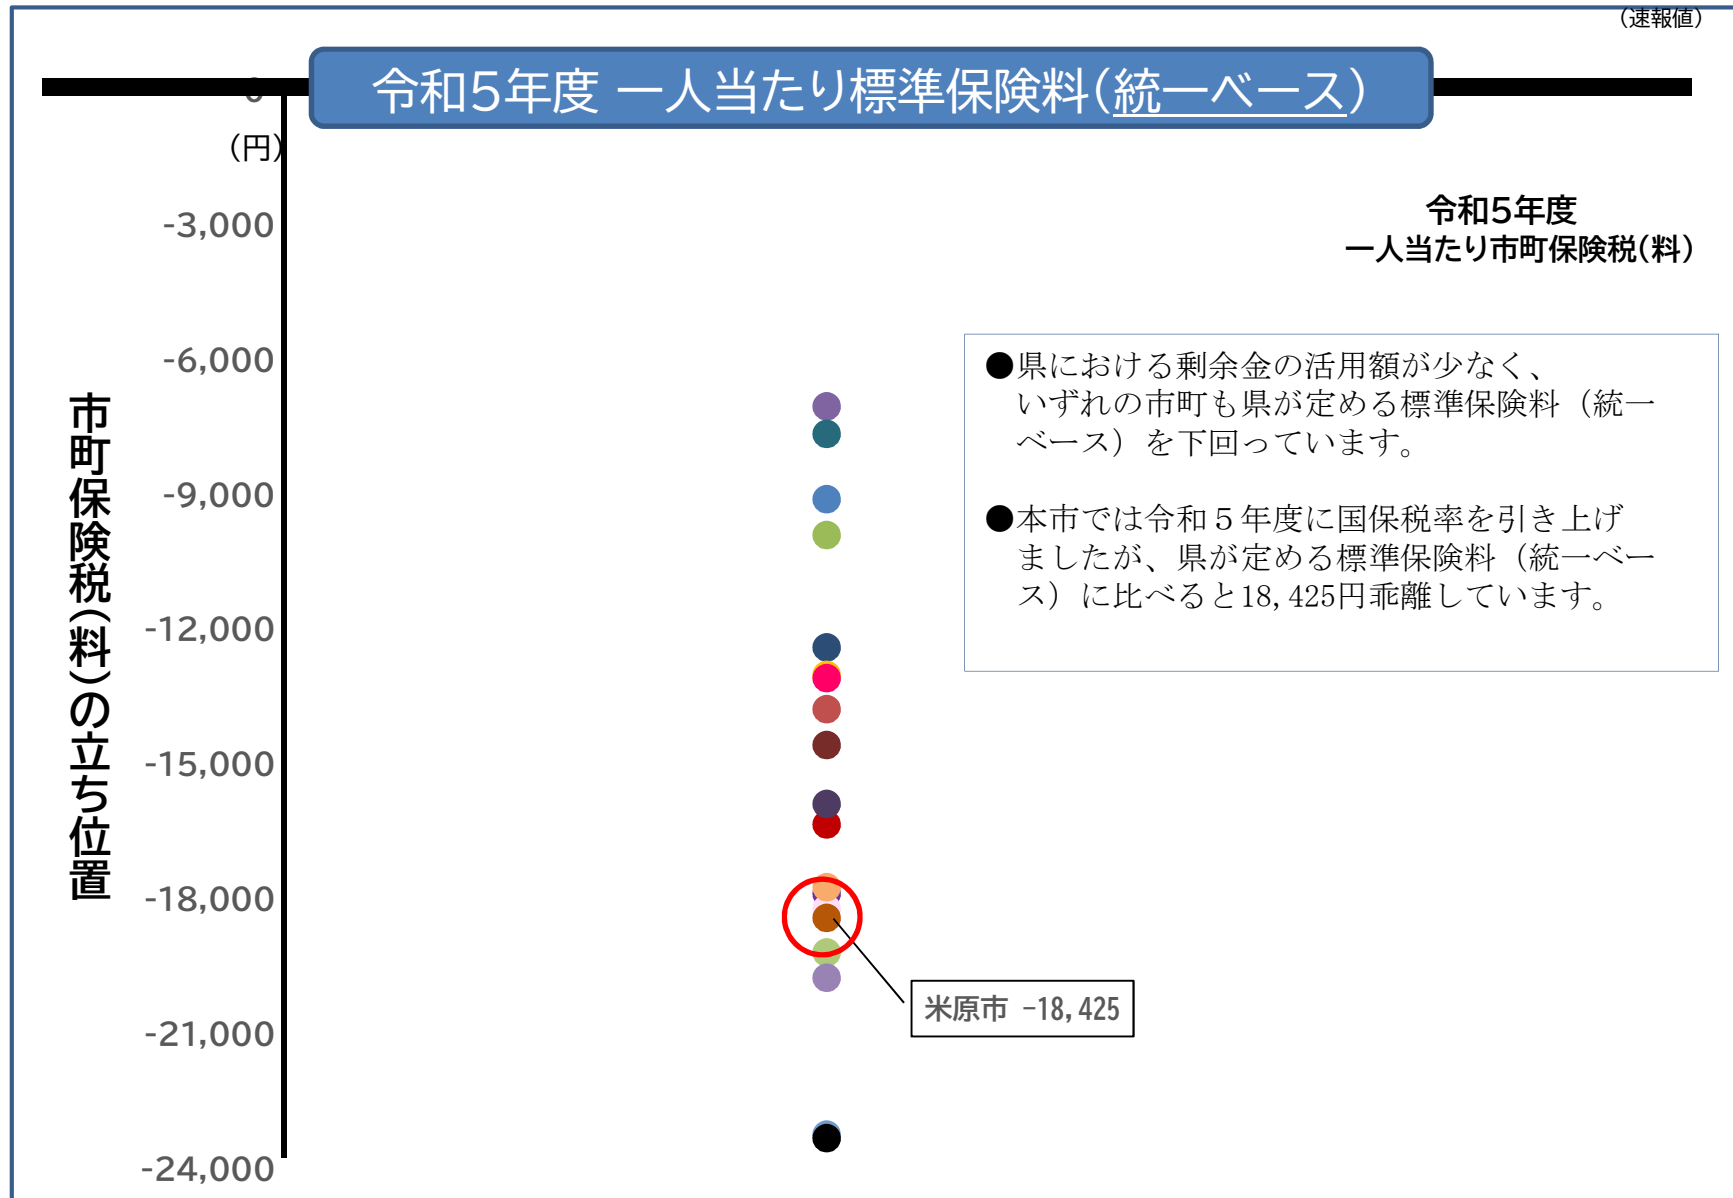 (速報値)
令和5年度 一人当たり標準保険料(統一ベース)
0
(円)
-3,000
-6,000
-9,000
-12,000
-15,000
-18,000
-21,000
-24,000
市町保険税(料)の立ち位置
令和5年度
一人当たり市町保険税(料)
●県における剰余金の活用額が少なく、
いずれの市町も県が定める標準保険料（統一
ベース）を下回っています。
●本市では令和５年度に国保税率を引き上げ
ましたが、県が定める標準保険料（統一ベー
ス）に比べると18,425円乖離しています。
米原市 -18,425